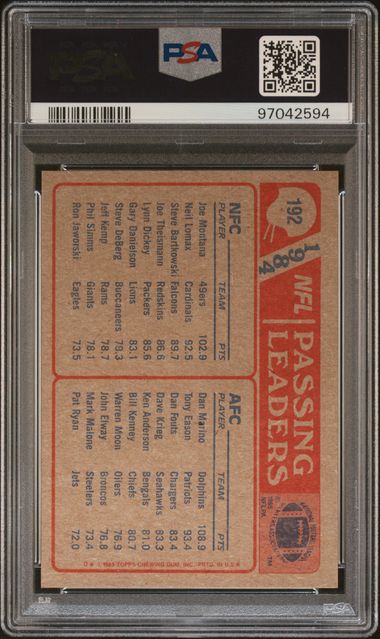 PSA
97042594
192
1984
NFL PASSING LEADERS
NFC
PLAYER TEAM PTS
Joe Montana 49ers 102.9
Neil Lomax Cardinals 92.5
Steve Bartkowski Falcons 89.7
Joe Theismann Redskins 86.6
Lynn Dickey Packers 85.6
Gary Danielson Lions 83.1
Steve DeBerg Buccaneers 79.3
Jeff Kemp Rams 78.7
Phil Simms Giants 78.1
Ron Jaworski Eagles 73.5
AFC
PLAYER TEAM PTS
Dan Marino Dolphins 108.9
Tony Eason Patriots 93.4
Dan Fouts Chargers 83.4
Dave Krieg Seahawks 83.3
Ken Anderson Bengals 81.0
Bill Kenney Chiefs 80.7
Warren Moon Oilers 76.9
John Elway Broncos 76.8
Mark Malone Steelers 73.4
Pat Ryan Jets 72.0
TOPPS CHEWING GUM, INC. PRTD. IN U.S.A.
TM
PSA